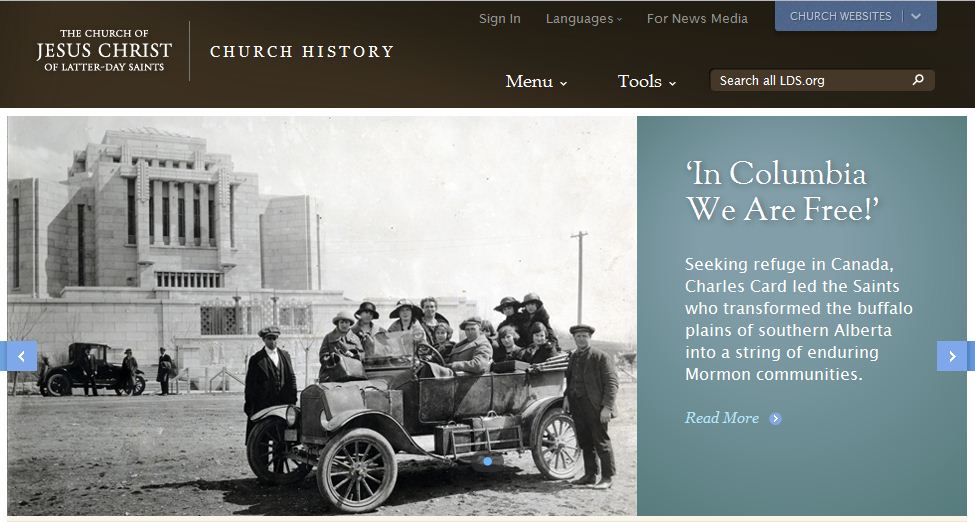 Sign In Languages For News Media CHURCH WEBSITES
THE CHURCH OF
JESUS CHRIST
OF LATTER-DAY SAINTS
CHURCH HISTORY
Menu Tools Search all LDS.org
‘In Columbia
We Are Free!’
Seeking refuge in Canada,
Charles Card led the Saints
who transformed the buffalo
plains of southern Alberta
into a string of enduring
Mormon communities.
Read More